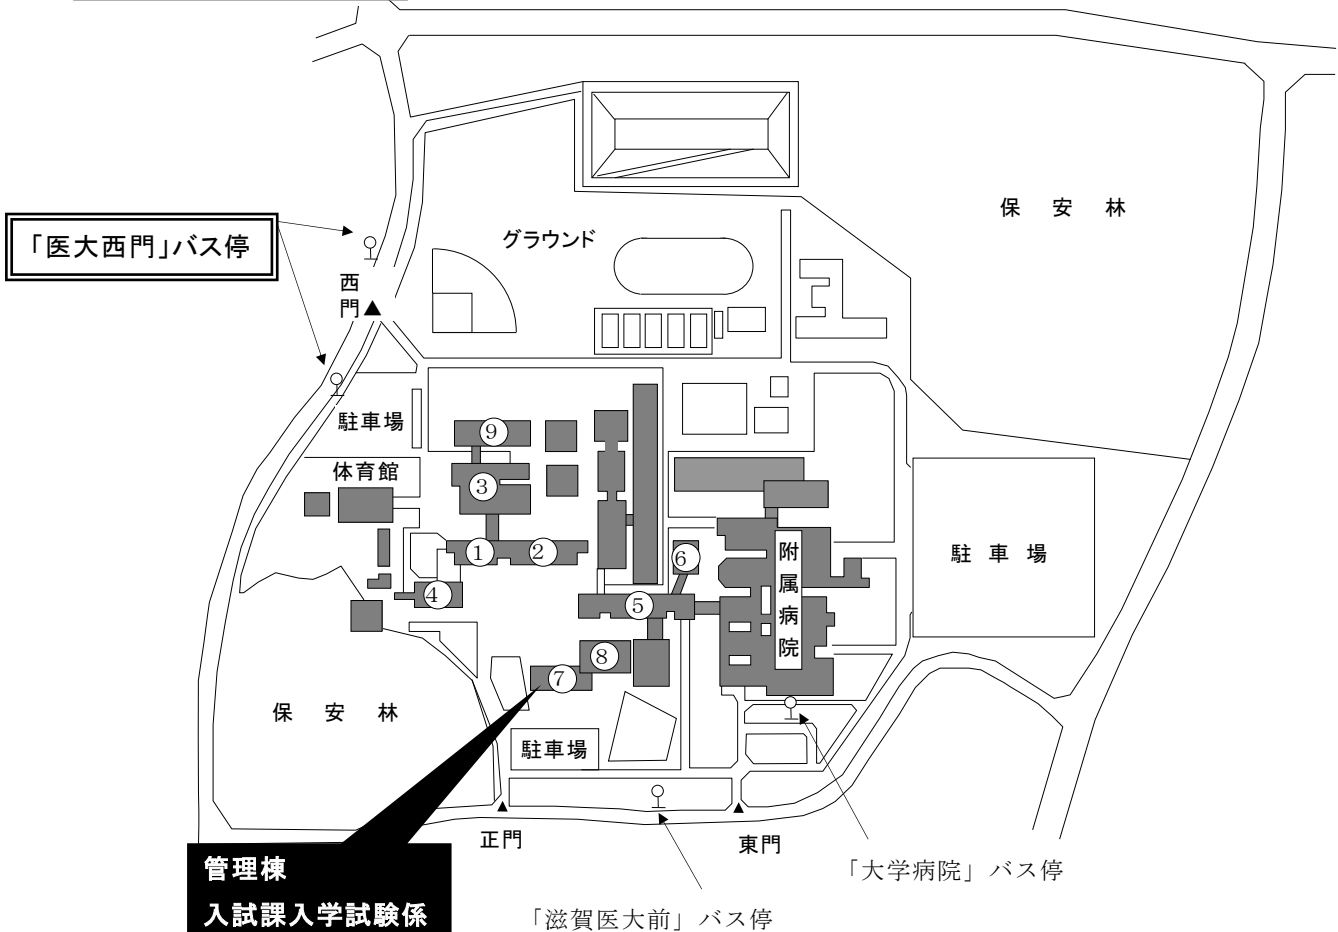 保安林
「医大西門」バス停
グラウンド
西門
駐車場
⑨
体育館
③
①
②
⑥
附属病院
駐車場
④
⑤
⑧
⑦
保安林
駐車場
正門
東門
管理棟
入試課入学試験係
「大学病院」バス停
「滋賀医大前」バス停